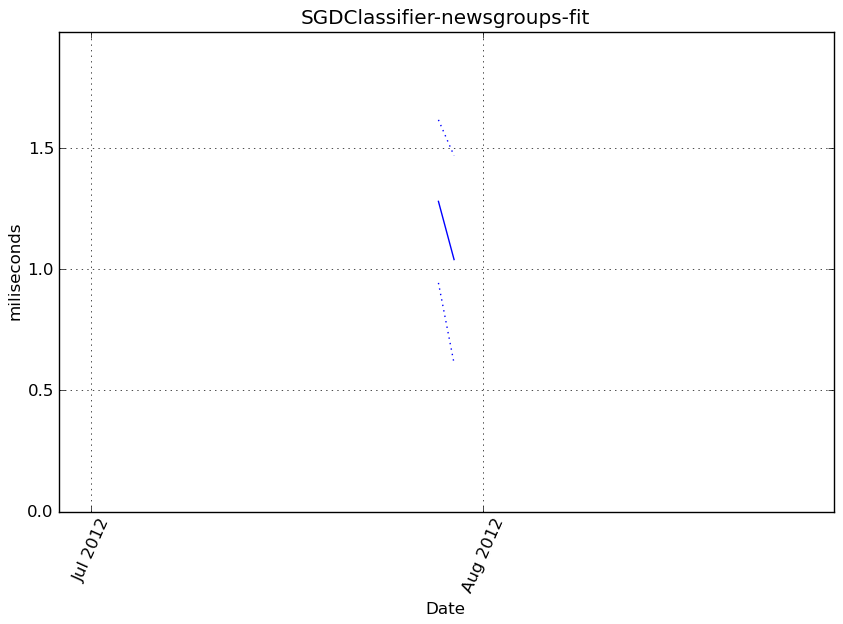 SGDClassifier-newsgroups-fit
1.5
1.0
0.5
0.0
miliseconds
Jul 2012
Aug 2012
Date